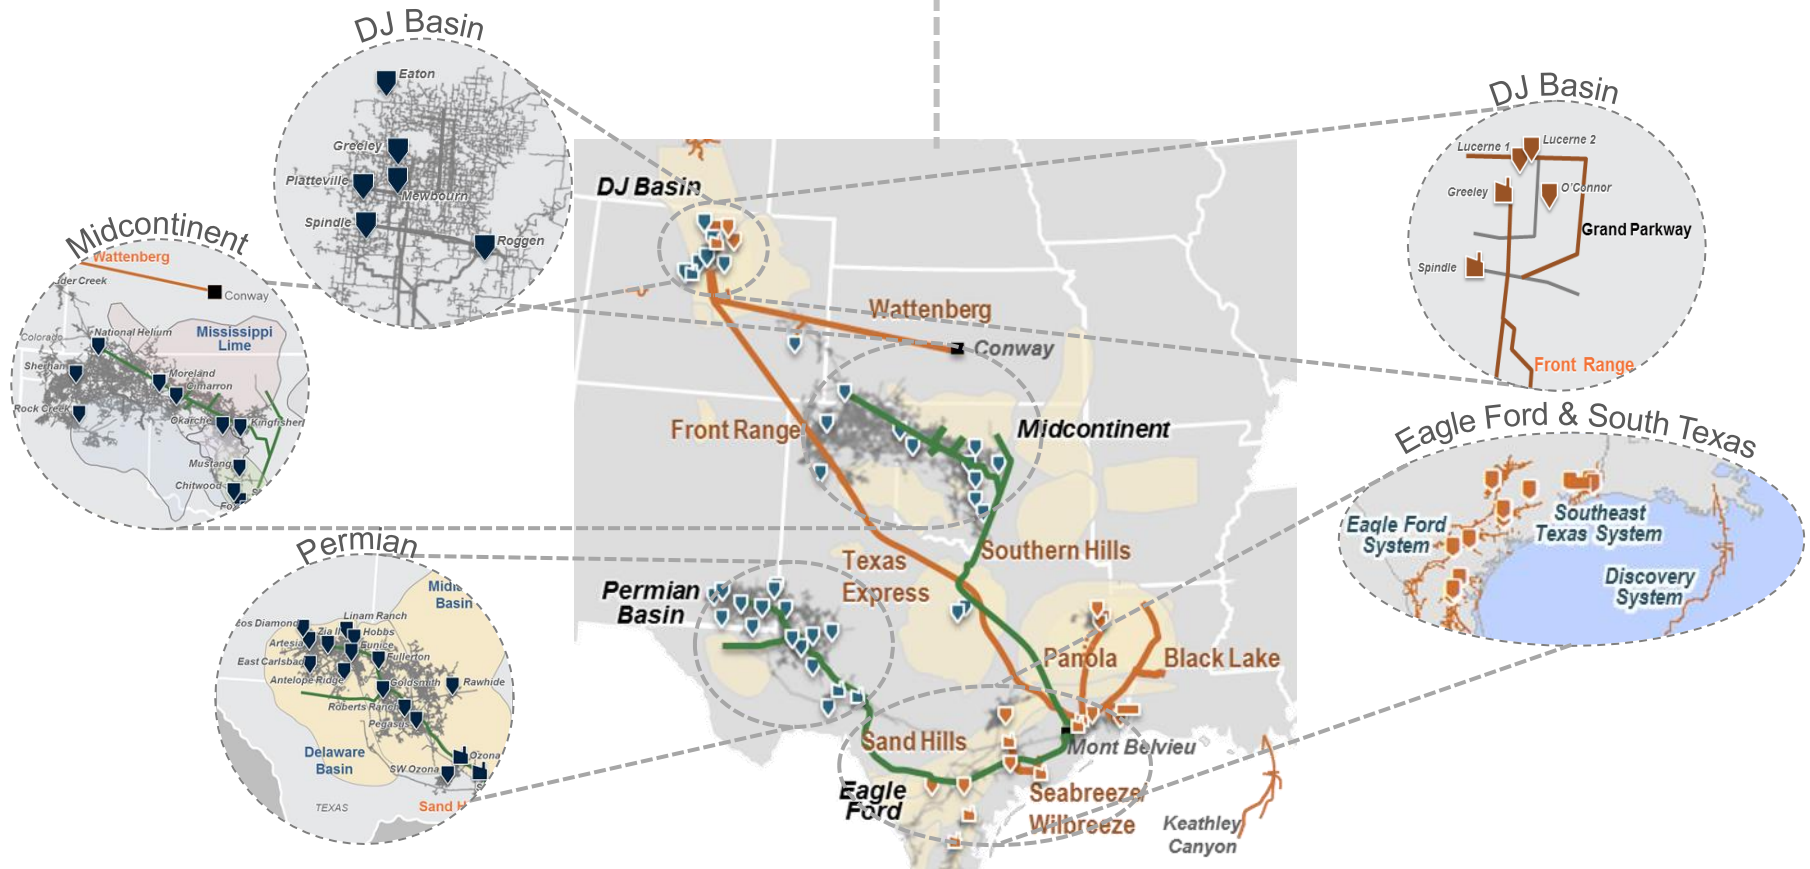 DJ Basin
Eaton
Greeley
Platteville
Mewbourn
Spindle
Roggen
Midcontinent
Wattenberg
Conway
National Helium
Mississippi
Lime
Colorado
Moreland
Cimarron
Rock Creek
Okarche
Kingfisher
Mustang
Chitwood
Permian
Basin
Linam Ranch
Hobbs
Artesia
Eunice
East Carlsbad
Fullerton
Antelope Ridge
Goldsmith
Rawhide
Roberts Ranch
Pegasus
Delaware
Basin
Ozona
SW Ozona
TEXAS
DJ Basin
Wattenberg
Conway
Front Range
Midcontinent
Texas
Express
Southern Hills
Permian
Basin
Panola
Black Lake
Sand Hills
Mont Belvieu
Eagle
Ford
Seabreeze/
Wilbreeze
Keathley
Canyon
DJ Basin
Lucerne 1
Lucerne 2
Greeley
O'Connor
Grand Parkway
Spindle
Front Range
Eagle Ford & South Texas
Eagle Ford
System
Southeast
Texas System
Discovery
System